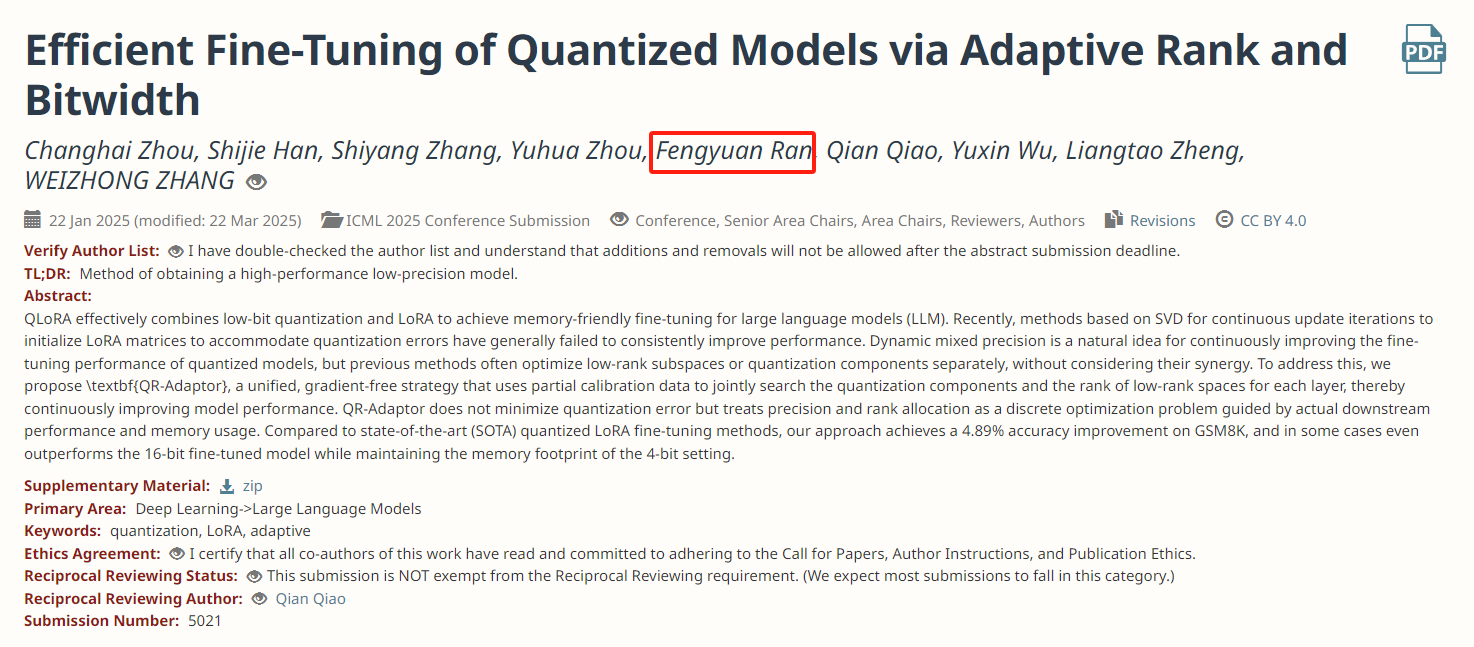 Efficient Fine-Tuning of Quantized Models via Adaptive Rank and
Bitwidth
PDF
Changhai Zhou, Shijie Han, Shiyang Zhang, Yuhua Zhou, Fengyuan Ran, Qian Qiao, Yuxin Wu, Liangtao Zheng,
WEIZHONG ZHANG
22 Jan 2025 (modified: 22 Mar 2025) ICML 2025 Conference Submission Conference, Senior Area Chairs, Area Chairs, Reviewers, Authors Revisions CC BY 4.0
Verify Author List: I have double-checked the author list and understand that additions and removals will not be allowed after the abstract submission deadline.
TL;DR: Method of obtaining a high-performance low-precision model.
Abstract:
QLoRA effectively combines low-bit quantization and LoRA to achieve memory-friendly fine-tuning for large language models (LLM). Recently, methods based on SVD for continuous update iterations to
initialize LoRA matrices to accommodate quantization errors have generally failed to consistently improve performance. Dynamic mixed precision is a natural idea for continuously improving the fine-
tuning performance of quantized models, but previous methods often optimize low-rank subspaces or quantization components separately, without considering their synergy. To address this, we
propose \textbf{QR-Adaptor}, a unified, gradient-free strategy that uses partial calibration data to jointly search the quantization components and the rank of low-rank spaces for each layer, thereby
continuously improving model performance. QR-Adaptor does not minimize quantization error but treats precision and rank allocation as a discrete optimization problem guided by actual downstream
performance and memory usage. Compared to state-of-the-art (SOTA) quantized LoRA fine-tuning methods, our approach achieves a 4.89% accuracy improvement on GSM8K, and in some cases even
outperforms the 16-bit fine-tuned model while maintaining the memory footprint of the 4-bit setting.
Supplementary Material: zip
Primary Area: Deep Learning->Large Language Models
Keywords: quantization, LoRA, adaptive
Ethics Agreement: I certify that all co-authors of this work have read and committed to adhering to the Call for Papers, Author Instructions, and Publication Ethics.
Reciprocal Reviewing Status: This submission is NOT exempt from the Reciprocal Reviewing requirement. (We expect most submissions to fall in this category.)
Reciprocal Reviewing Author: Qian Qiao
Submission Number: 5021